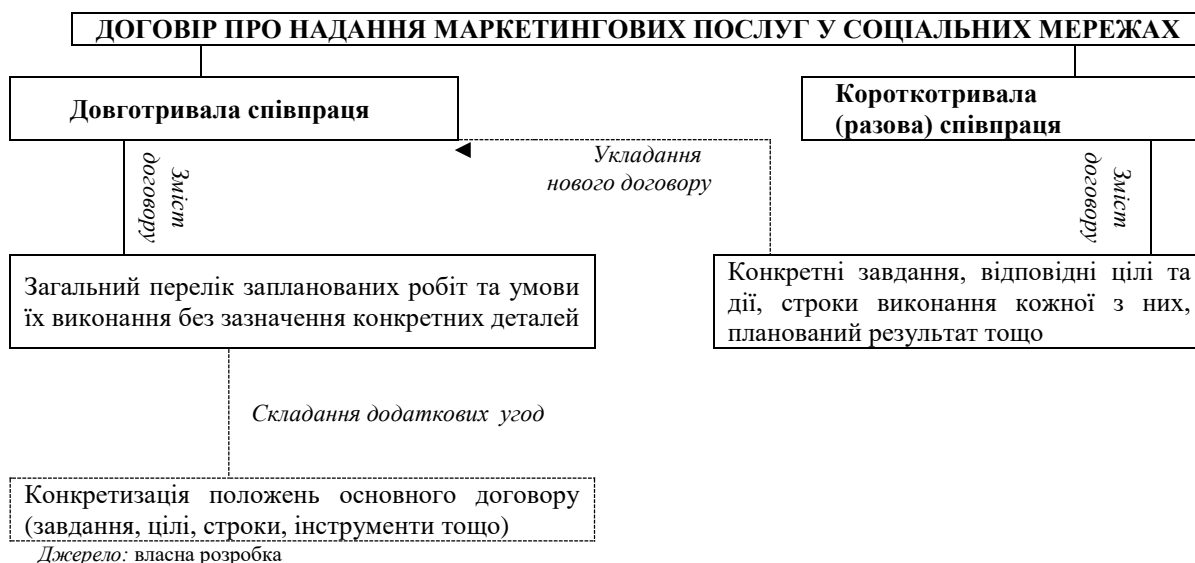 ДОГОВІР ПРО НАДАННЯ МАРКЕТИНГОВИХ ПОСЛУГ У СОЦІАЛЬНИХ МЕРЕЖАХ
Довготривала співпраця
Короткотривала
(разова) співпраця
Зміст
договору
Укладання
нового договору
Зміст
договору
Загальний перелік запланованих робіт та умови
їх виконання без зазначення конкретних деталей
Конкретні завдання, відповідні цілі та
дії, строки виконання кожної з них,
планований результат тощо
Складання додаткових угод
Конкретизація положень основного договору
(завдання, цілі, строки, інструменти тощо)
Джерело: власна розробка